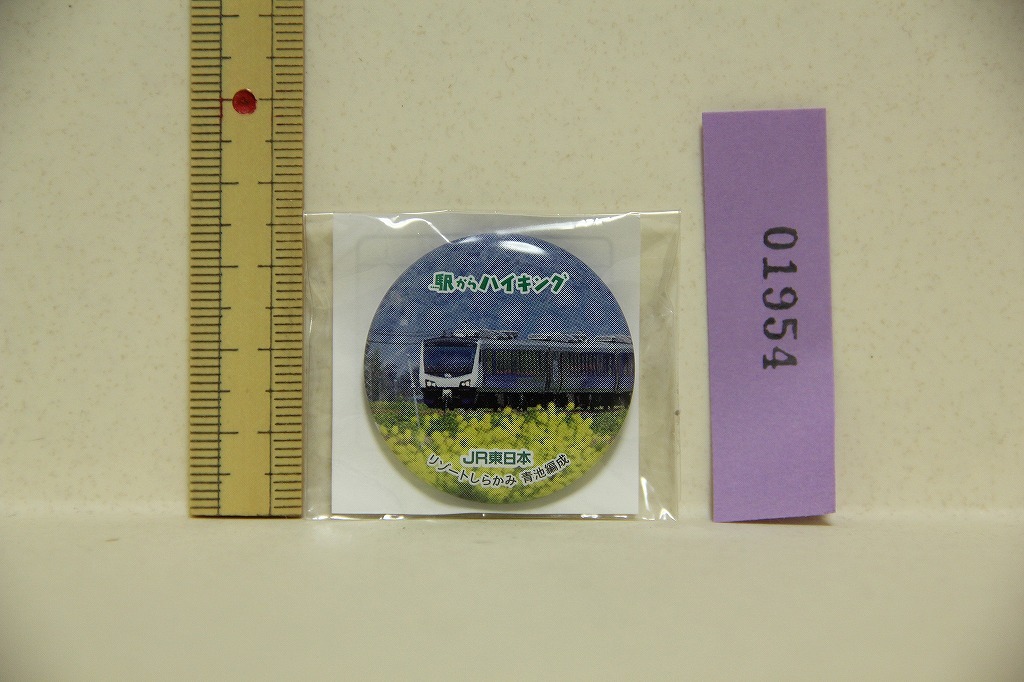 駅からハイキング
JR東日本
リゾートしらかみ 青池編成
01954